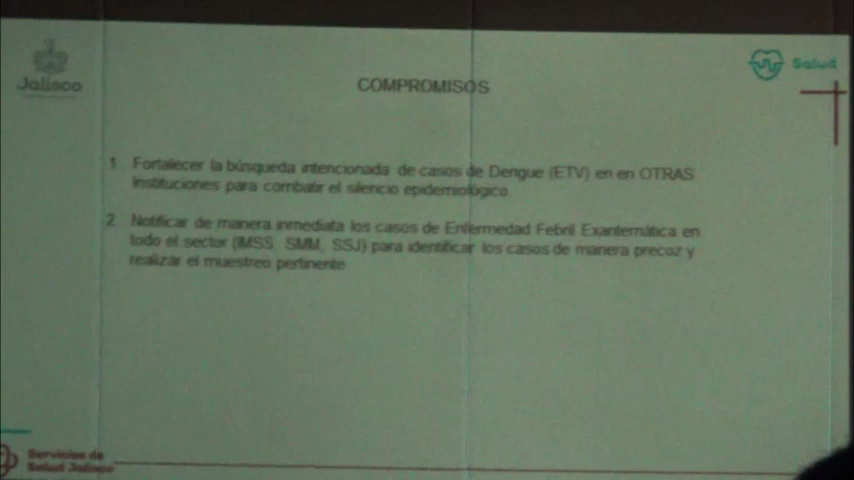 Jalisco
Salud
COMPROMISOS
1 Fortalecer la búsqueda intencionada de casos de Dengue (ETV) en en OTRAS
Instituciones para combatir el silencio epidemiológico.
2 Notificar de manera inmediata los casos de Enfermedad Febril Exantemática en
todo el sector (IMSS, SMM, SSJ) para identificar los casos de manera precoz y
realizar el muestreo pertinente
Servicios de
Salud Jalisco